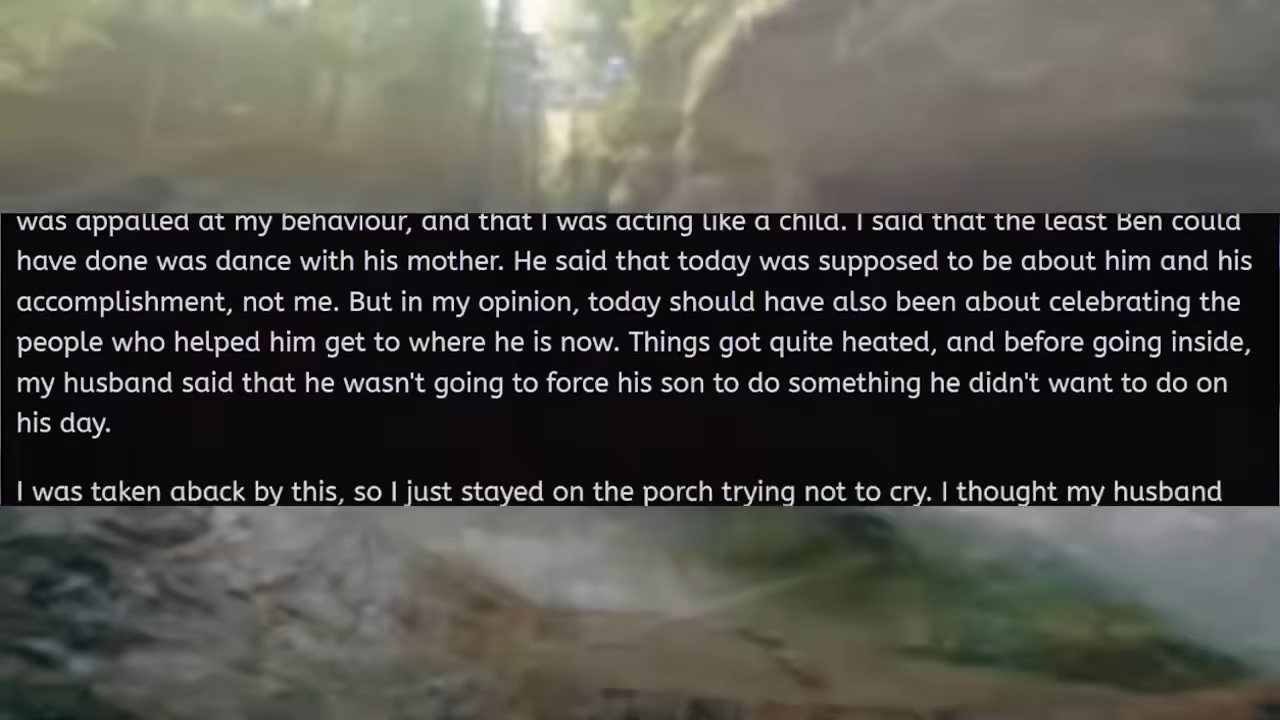 was appalled at my behaviour, and that I was acting like a child. I said that the least Ben could
have done was dance with his mother. He said that today was supposed to be about him and his
accomplishment, not me. But in my opinion, today should have also been about celebrating the
people who helped him get to where he is now. Things got quite heated, and before going inside,
my husband said that he wasn't going to force his son to do something he didn't want to do on
his day.
I was taken aback by this, so I just stayed on the porch trying not to cry. I thought my husband